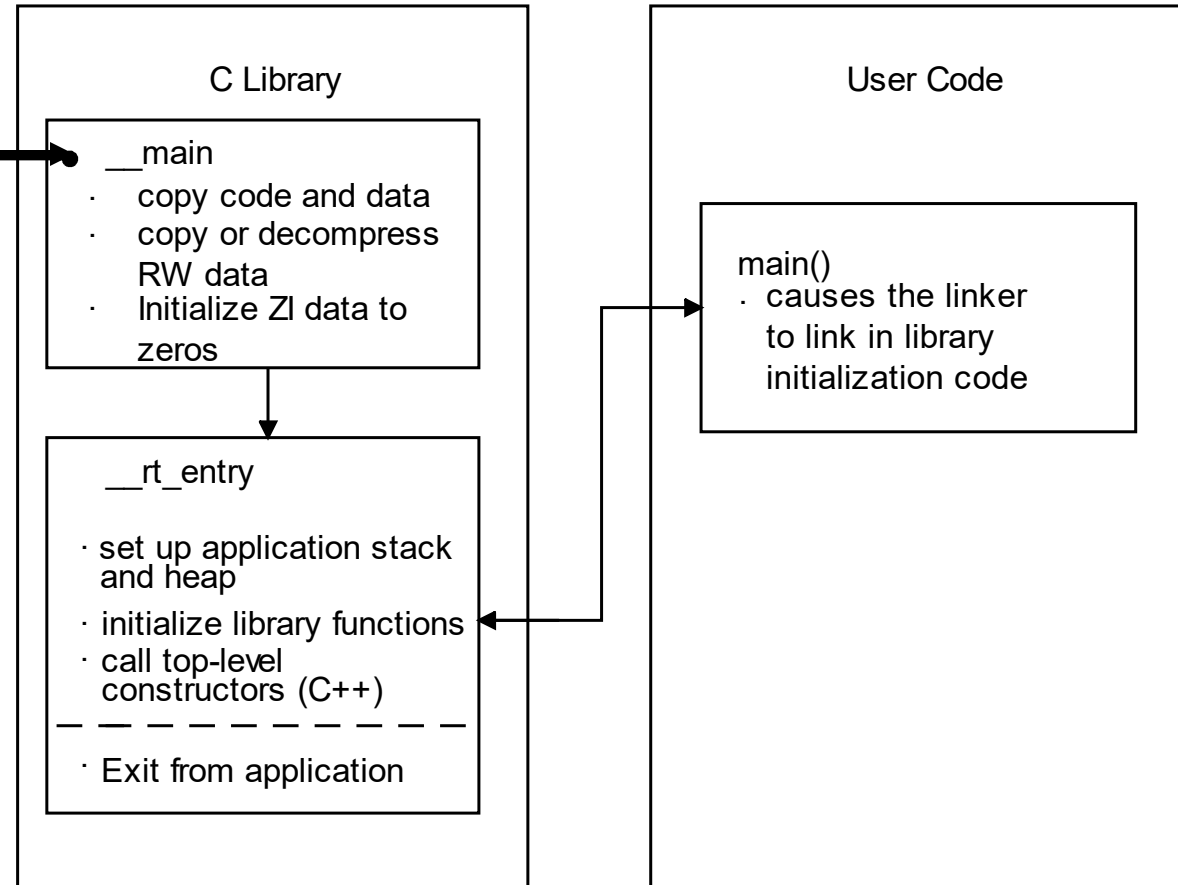 C Library
__main
· copy code and data
· copy or decompress
RW data
· Initialize ZI data to
zeros
__rt_entry
· set up application stack
and heap
· initialize library functions
· call top-level
constructors (C++)
· Exit from application
User Code
main()
· causes the linker
to link in library
initialization code